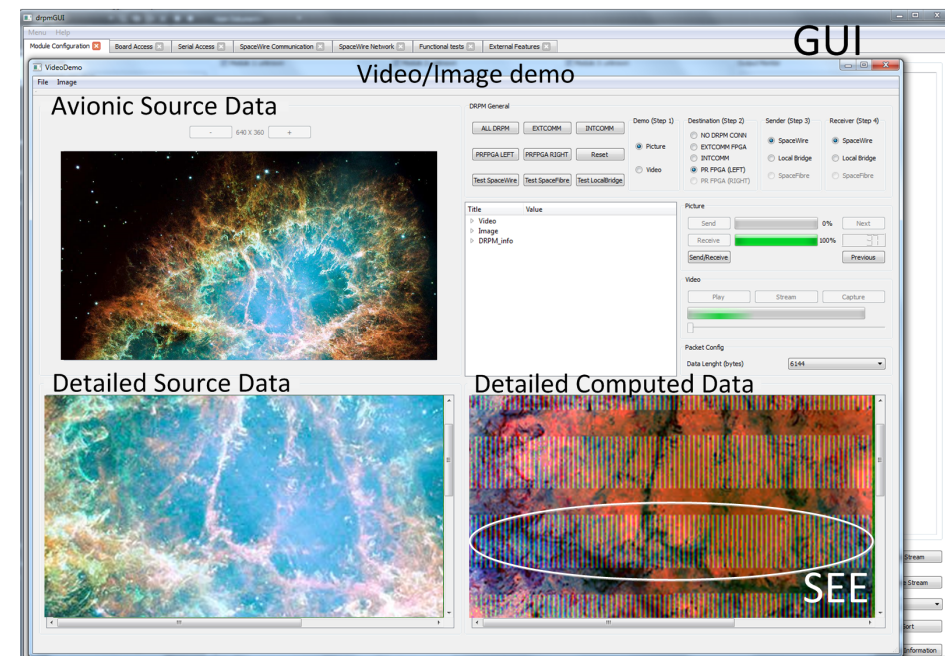 drpmGUI
GUI
Menu Help
Module Configuration Board Access Serial Access SpaceWire Communication SpaceWire Network Functional tests External Features
VideoDemo
Video/Image demo
File Image
Avionic Source Data
- 640 X 360 +
DRPM General
ALL DRPM EXTCOMM INTCOMM
PRFPGA LEFT PRFPGA RIGHT Reset
Test SpaceWire Test SpaceFibre Test LocalBridge
Demo (Step 1)
Picture
Video
Destination (Step 2)
NO DRPM CONN
EXTCOMM FPGA
INTCOMM
PR FPGA (LEFT)
PR FPGA (RIGHT)
Sender (Step 3)
SpaceWire
Local Bridge
SpaceFibre
Receiver (Step 4)
SpaceWire
Local Bridge
SpaceFibre
Title Value
Video
Image
DRPM_info
Picture
Send 0% Next
Receive 100%
Send/Receive Previous
Video
Play Stream Capture
Packet Config
Data Lenght (bytes) 6144
Detailed Source Data
Detailed Computed Data
SEE
Stream
Stream
Information